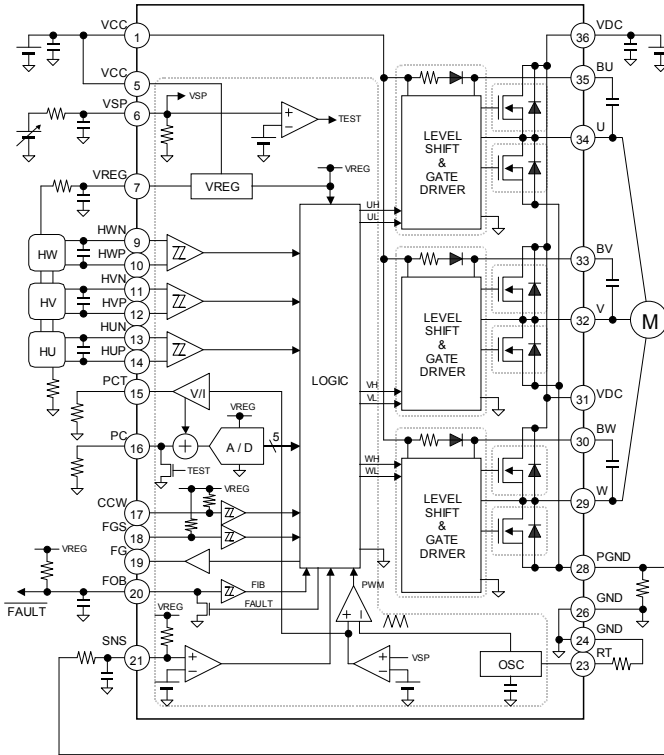 VCC
1
36
VDC
VCC
5
35
BU
VSP
6
VSP
TEST
LEVEL
SHIFT
&
GATE
DRIVER
34
U
VREG
7
VREG
VREG
UH
UL
HWN
9
HW
HWP
10
HVN
11
HV
HVP
12
HUN
13
HU
HUP
14
33
BV
LEVEL
SHIFT
&
GATE
DRIVER
32
V
M
LOGIC
PCT
15
V/I
VH
VL
31
VDC
VREG
PC
16
A / D
5
TEST
30
BW
WH
WL
LEVEL
SHIFT
&
GATE
DRIVER
29
W
VREG
CCW
17
FGS
18
VREG
FG
19
FOB
20
FIB
FAULT
FAULT
PWM
28
PGND
26
GND
24
GND
23
RT
VREG
SNS
21
VSP
OSC